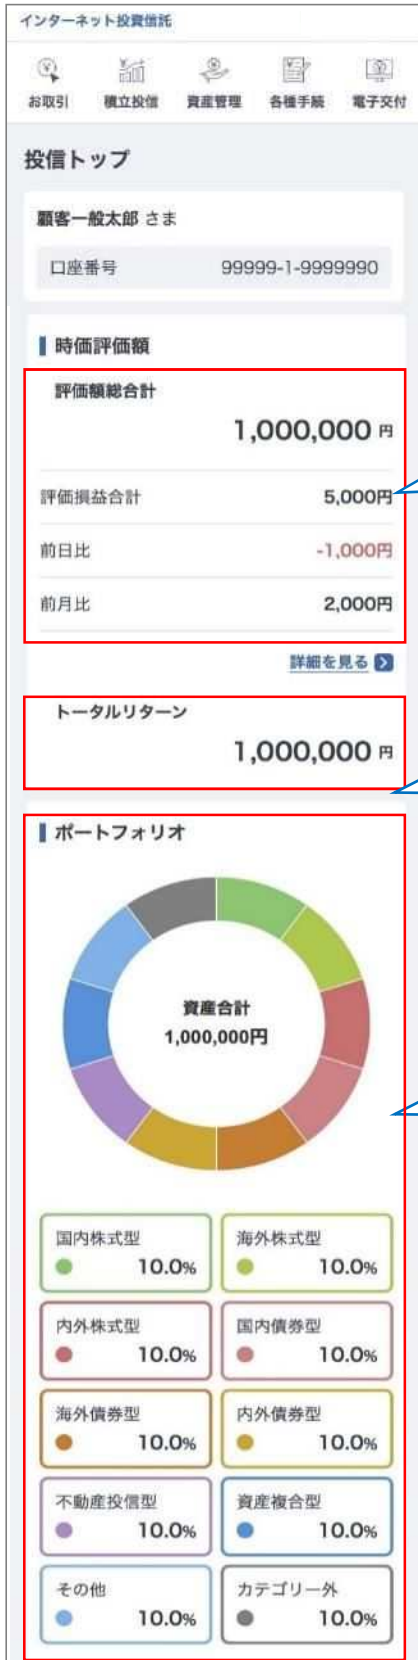 インターネット投資信託
お取引 積立投信 資産管理 各種手続 電子交付
投信トップ
顧客一般太郎 さま
口座番号 99999-1-9999990
時価評価額
評価額総合計
1,000,000 円
評価損益合計 5,000円
前日比 -1,000円
前月比 2,000円
詳細を見る
トータルリターン
1,000,000 円
ポートフォリオ
資産合計
1,000,000円
国内株式型 海外株式型
10.0% 10.0%
内外株式型 国内債券型
10.0% 10.0%
海外債券型 内外債券型
10.0% 10.0%
不動産投信型 資産複合型
10.0% 10.0%
その他 カテゴリー外
10.0% 10.0%